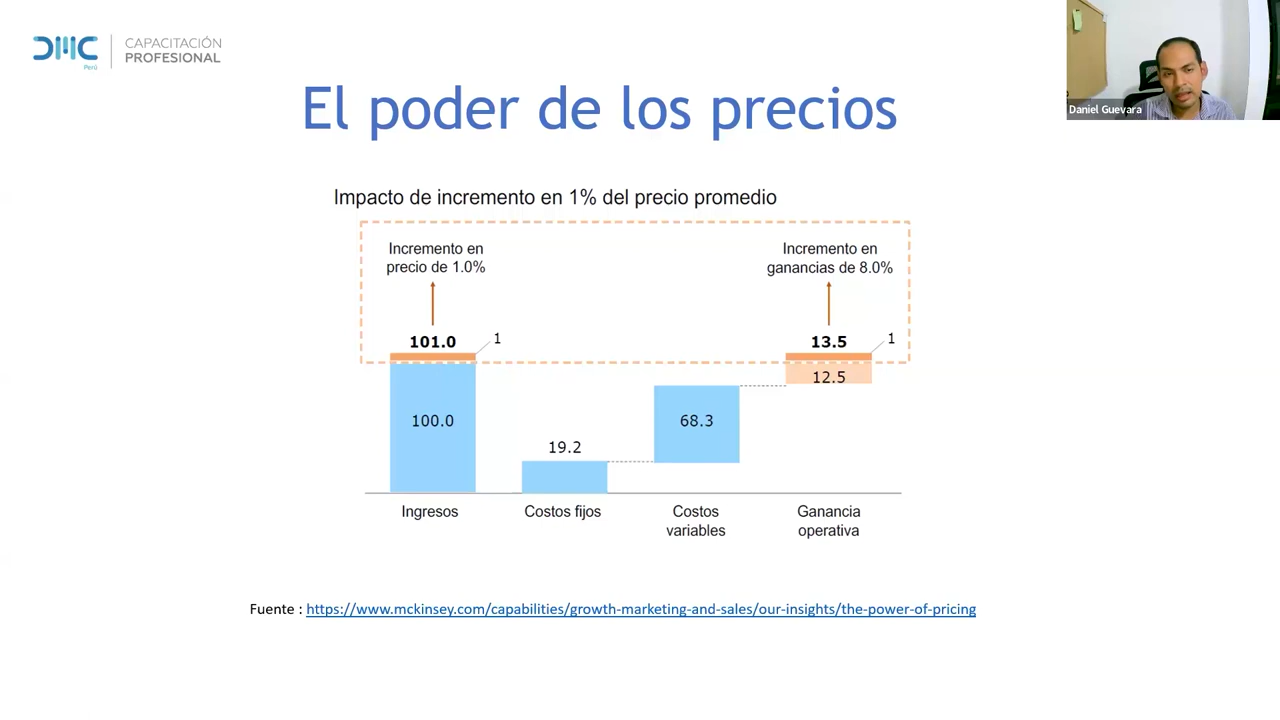 DMC
Perú
CAPACITACIÓN
PROFESIONAL
Daniel Guevara
El poder de los precios
Impacto de incremento en 1% del precio promedio
Incremento en
precio de 1.0%
Incremento en
ganancias de 8.0%
101.0
1
13.5
1
12.5
100.0
68.3
19.2
Ingresos
Costos fijos
Costos
variables
Ganancia
operativa
Fuente : https://www.mckinsey.com/capabilities/growth-marketing-and-sales/our-insights/the-power-of-pricing